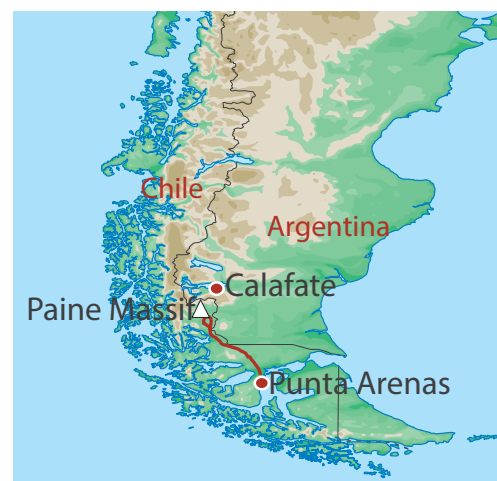 Chile
Argentina
Calafate
Paine Massif
Punta Arenas